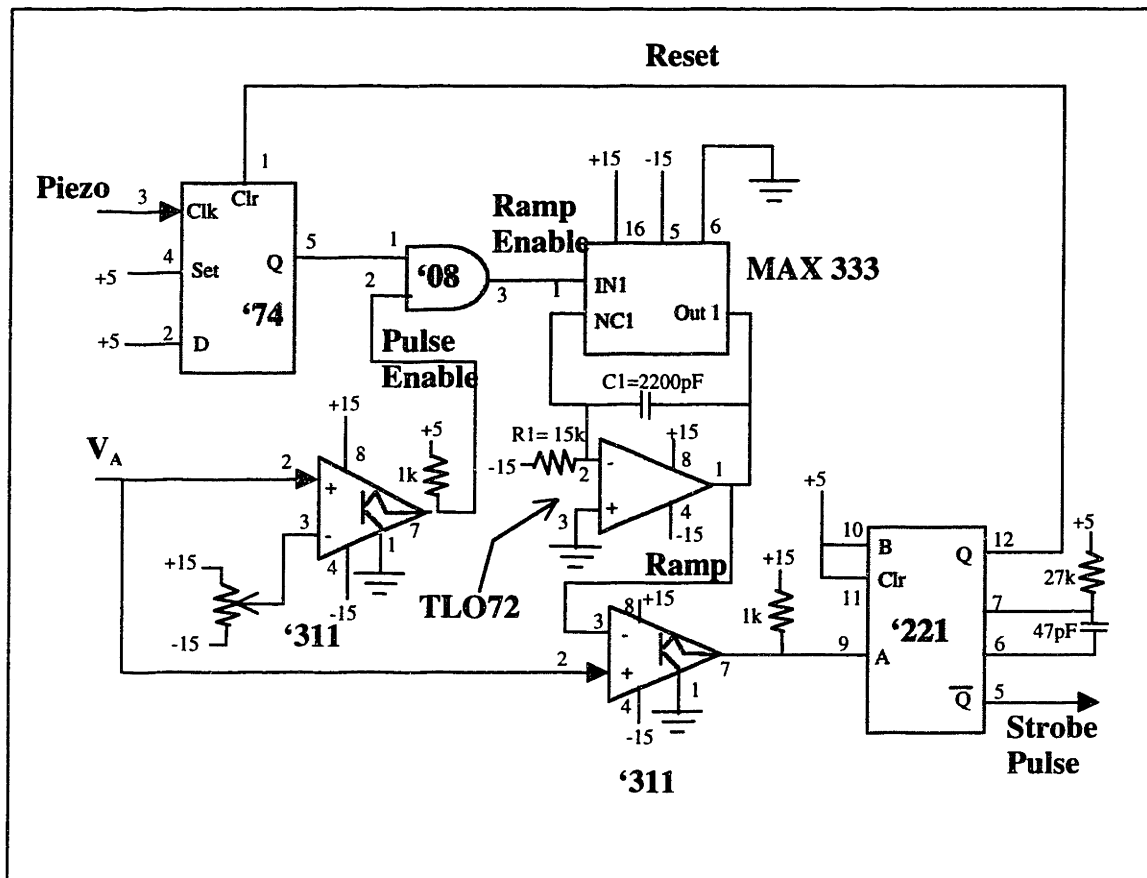 Reset
1
Piezo
3
Clk
Clr
4
+5
Set
Q
5
'74
2
+5
D
1
2
'08
3
Ramp
Enable
Pulse
Enable
+15
-15
16
5
6
1
IN1
NC1
Out 1
MAX 333
C1=2200pF
R1= 15k
-15
2
-
+
3
+15
8
1
4
-15
TLO72
V_A
2
+
3
-
+15
8
7
1
4
-15
+5
1k
+15
-15
'311
Ramp
3
-
8
+15
2
+
7
1
4
-15
'311
+15
1k
9
+5
10
B
Clr
11
'221
A
Q
12
7
6
Q
5
+5
27k
47pF
Strobe
Pulse